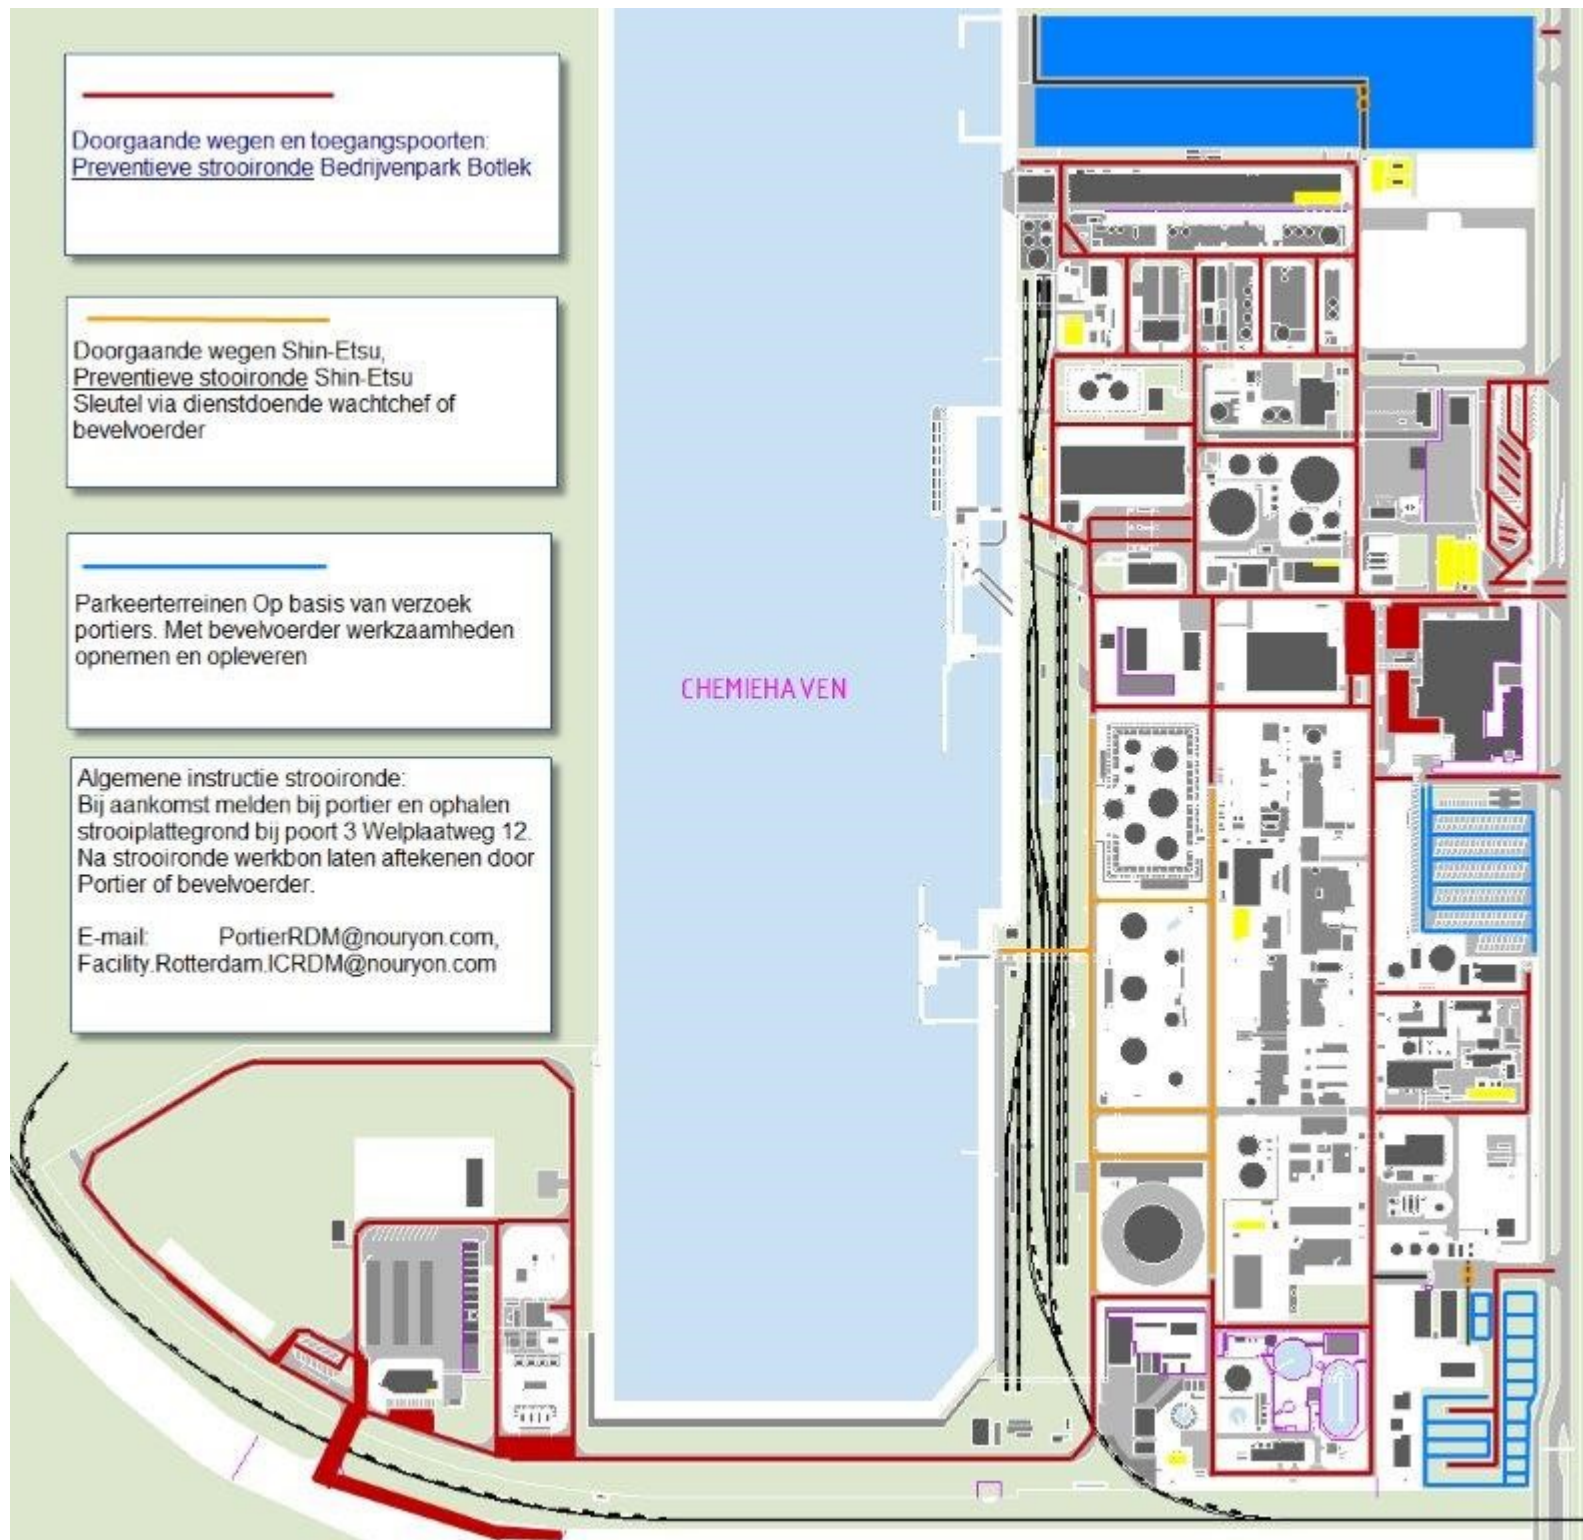 Doorgaande wegen en toegangspoorten:
Preventieve strooironde Bedrijvenpark Botlek
Doorgaande wegen Shin-Etsu,
Preventieve stooironde Shin-Etsu
Sleutel via dienstdoende wachtchef of
bevelvoerder
Parkeerterreinen Op basis van verzoek
portiers. Met bevelvoerder werkzaamheden
opnemen en opleveren
Algemene instructie strooironde:
Bij aankomst melden bij portier en ophalen
strooiplattegrond bij poort 3 Welplaatweg 12.
Na strooironde werkbon laten aftekenen door
Portier of bevelvoerder.
E-mail: PortierRDM@nouryon.com,
Facility.Rotterdam.ICRDM@nouryon.com
CHEMIEHAVEN